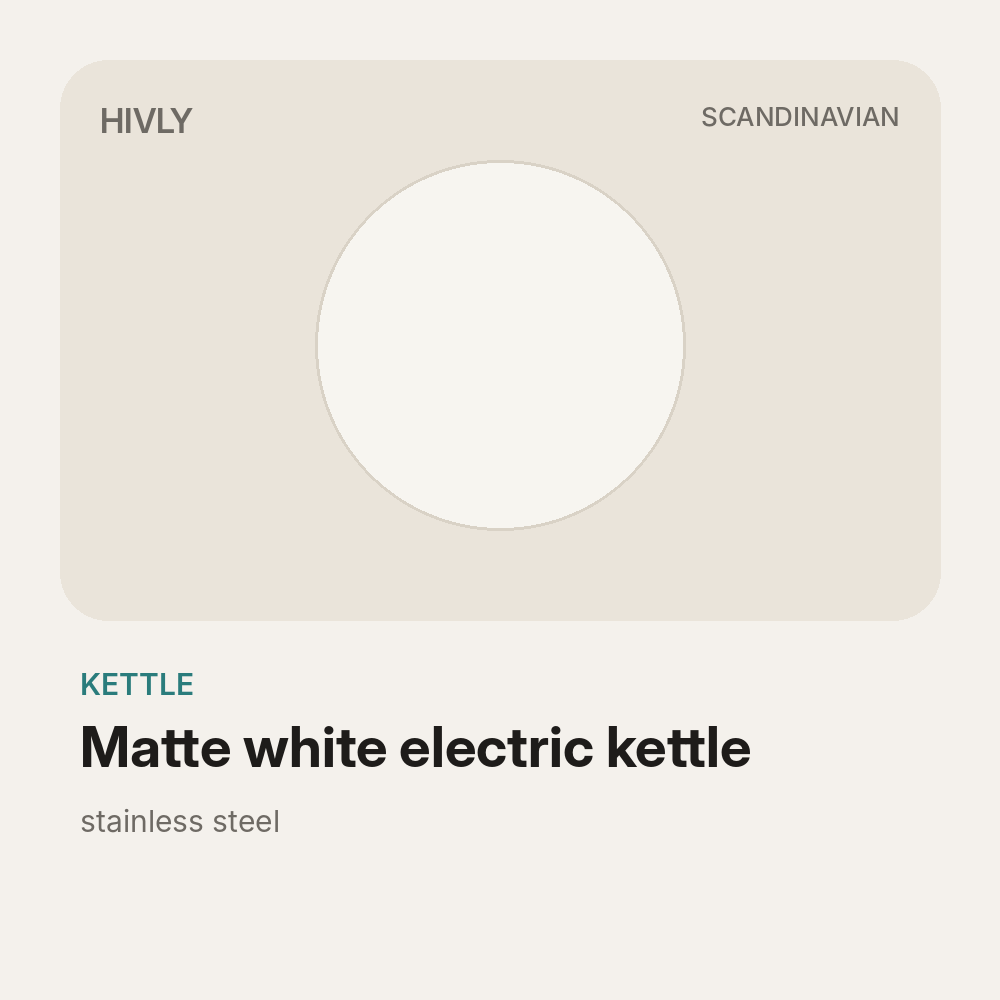 HIVLY
SCANDINAVIAN
KETTLE
Matte white electric kettle
stainless steel